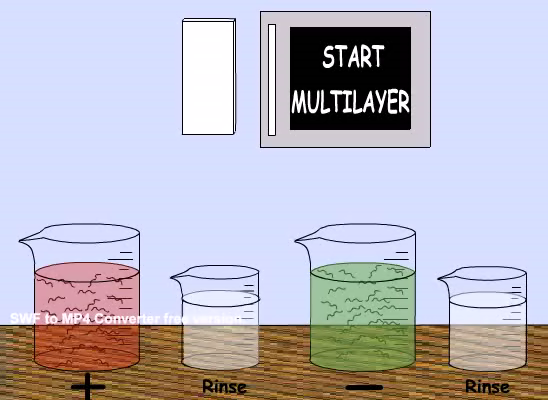 START
MULTILAYER
SWF to MP4 Converter free version
+ Rinse − Rinse